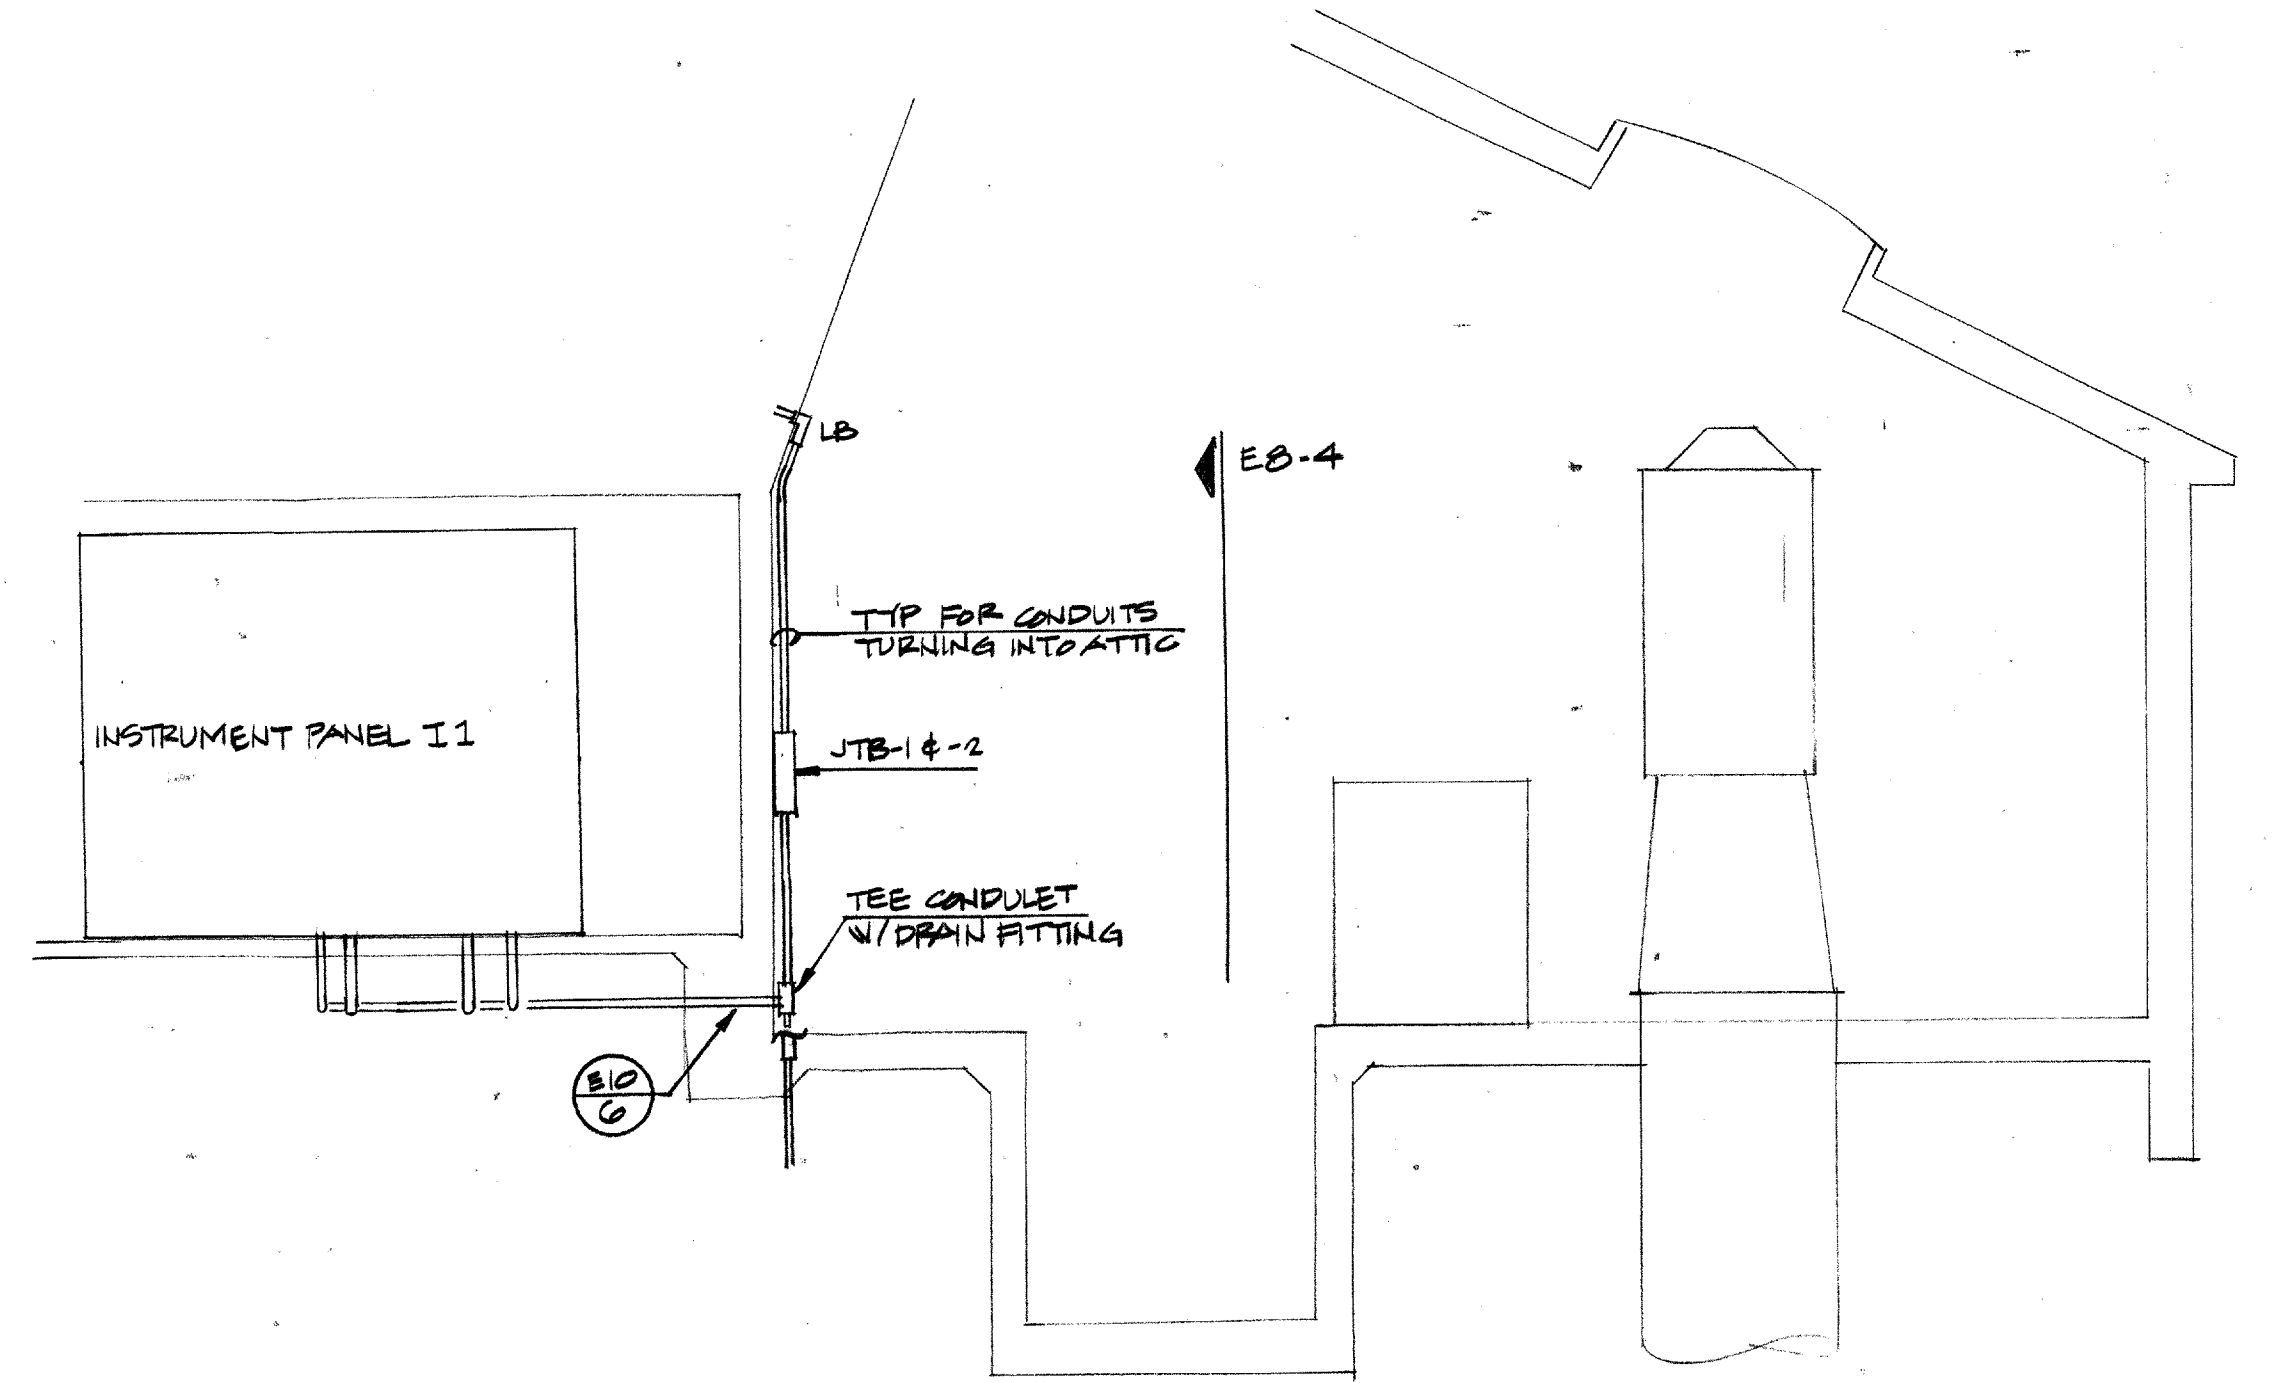 LB
E8-4
TYP FOR CONDUITS
TURNING INTO ATTIC
INSTRUMENT PANEL I1
JTB-1 & -2
TEE CONDULET
W/ DRAIN FITTING
E10
6